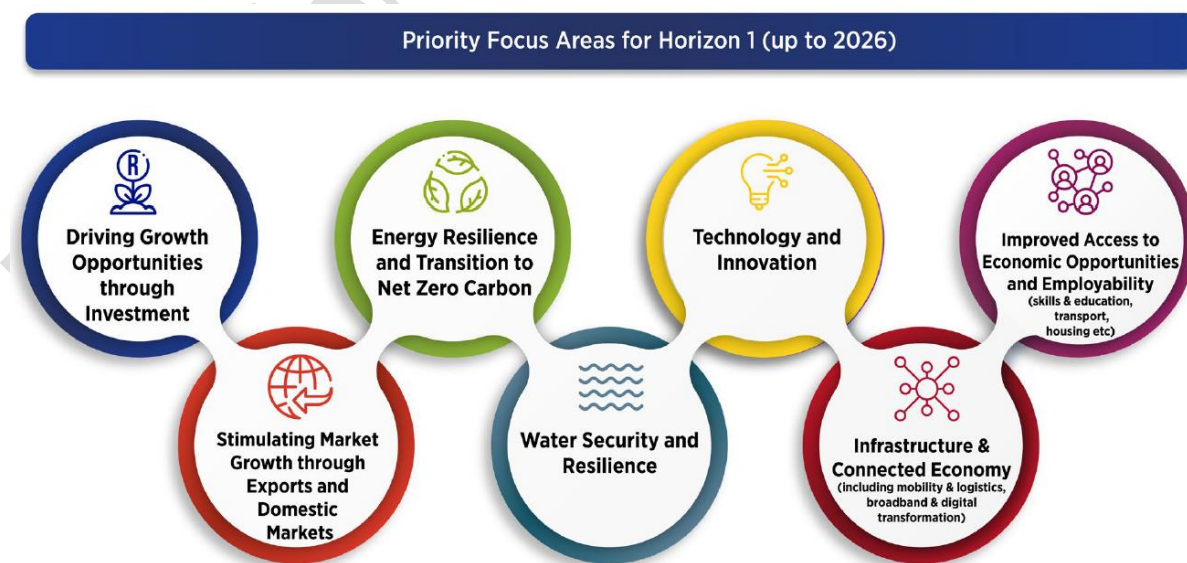 Priority Focus Areas for Horizon 1 (up to 2026)
R
Driving Growth
Opportunities
through
Investment
Stimulating Market
Growth through
Exports and
Domestic
Markets
Energy Resilience
and Transition to
Net Zero Carbon
Water Security and
Resilience
Technology and
Innovation
Infrastructure &
Connected Economy
(including mobility & logistics,
broadband & digital
transformation)
Improved Access to
Economic Opportunities
and Employability
(skills & education,
transport,
housing etc)